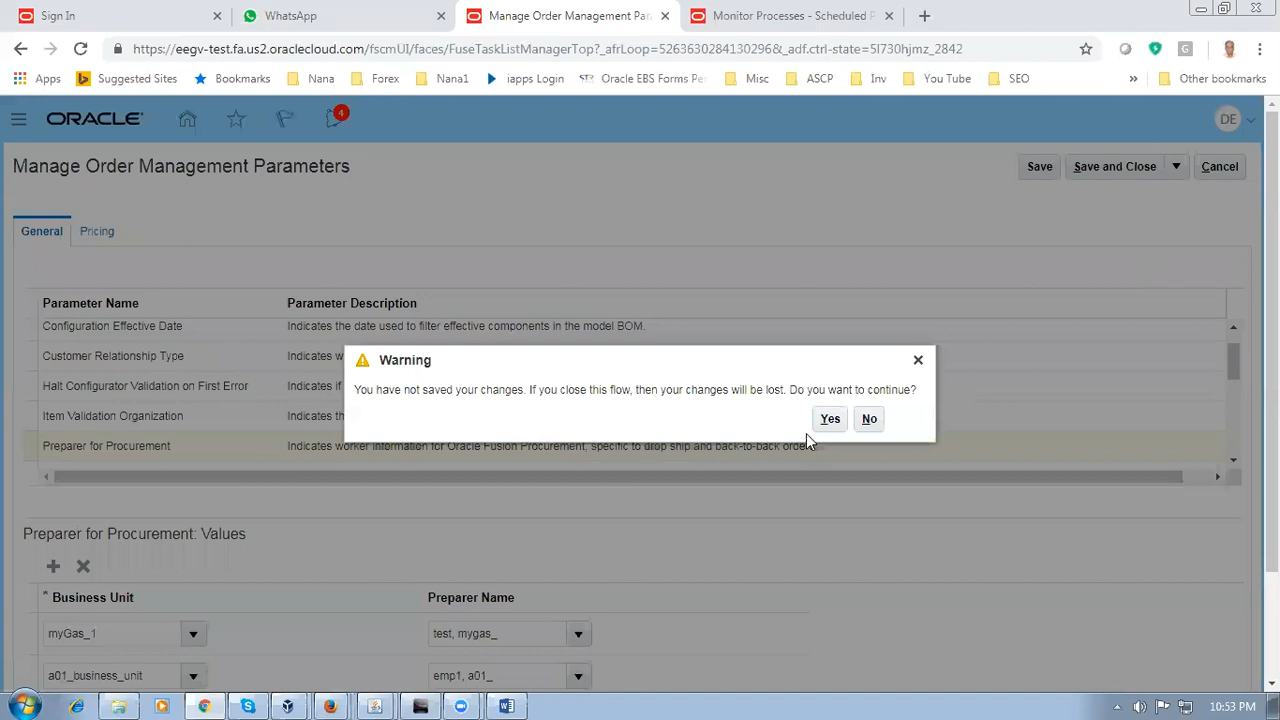 Sign In
WhatsApp
Manage Order Management Par
Monitor Processes - Scheduled P
https://eegv-test.fa.us2.oraclecloud.com/fscmUI/faces/FuseTaskListManagerTop?_afrLoop=52636302841302968&_adf.ctrl-state=5l730hjmz_2842
Apps
Suggested Sites
Bookmarks
Nana
Forex
Nana1
iapps Login
Oracle EBS Forms Pe
Misc
ASCP
Inv
You Tube
SEO
»
Other bookmarks
ORACLE
4
DE
Manage Order Management Parameters
Save
Save and Close
Cancel
General
Pricing
Parameter Name
Parameter Description
Configuration Effective Date
Indicates the date used to filter effective components in the model BOM.
Customer Relationship Type
Indicates w
Halt Configurator Validation on First Error
Indicates if
Item Validation Organization
Indicates th
Preparer for Procurement
Indicates worker information for Oracle Fusion Procurement, specific to drop ship and back-to-back orde
Warning
You have not saved your changes. If you close this flow, then your changes will be lost. Do you want to continue?
Yes
No
Preparer for Procurement: Values
* Business Unit
Preparer Name
myGas_1
test, mygas_
a01_business_unit
emp1, a01_
10:53 PM